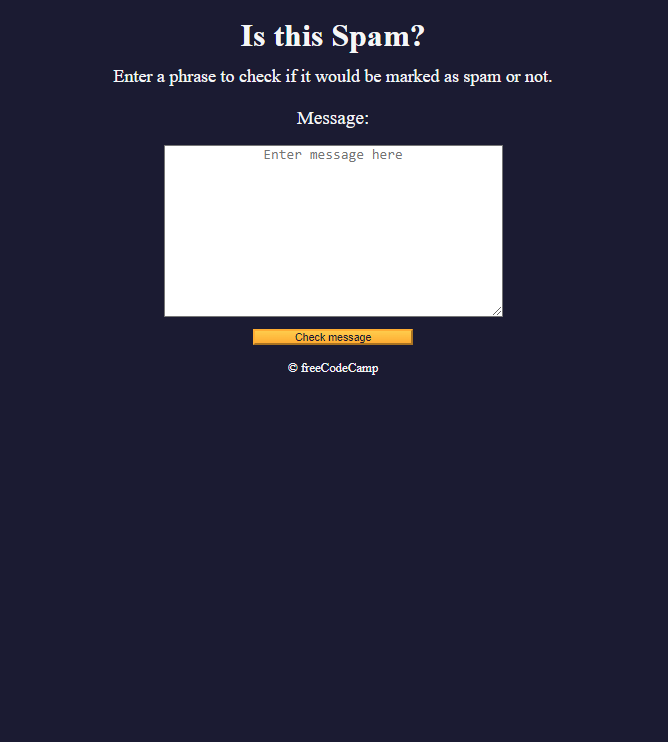 Is this Spam?
Enter a phrase to check if it would be marked as spam or not.
Message:
Enter message here
Check message
© freeCodeCamp